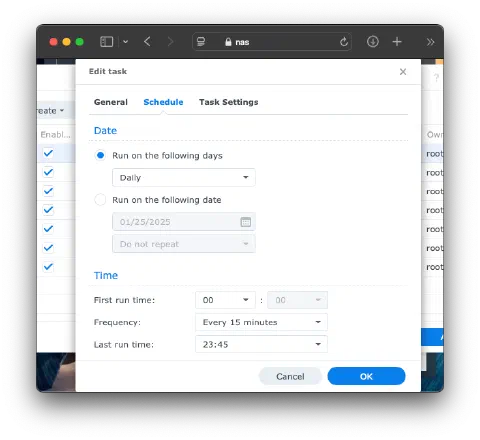 nas
Edit task
General Schedule Task Settings
reate
Enabl... Own
Date
Run on the following days
root
Daily
root
Run on the following date
root
01/25/2025
root
Do not repeat
root
root
Time
root
First run time: 00 : 00
Frequency: Every 15 minutes
Last run time: 23:45
Cancel OK